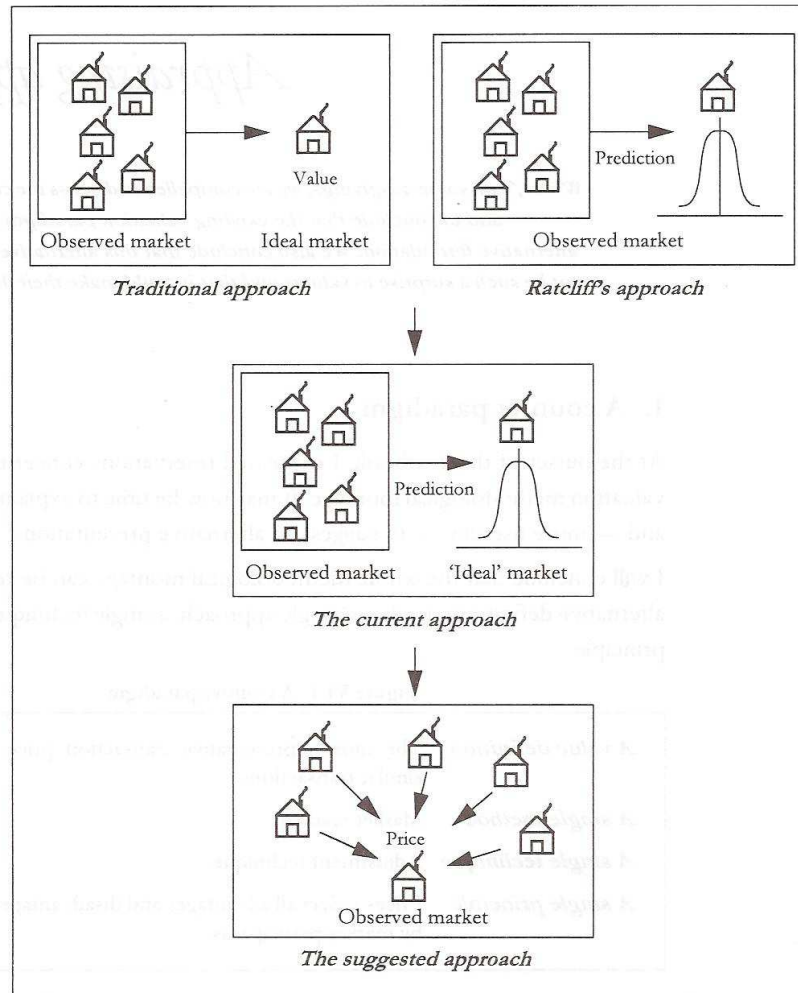 Value
Prediction
Observed market Ideal market
Observed market
Traditional approach
Ratcliff's approach
Prediction
Observed market 'Ideal' market
The current approach
Price
Observed market
The suggested approach